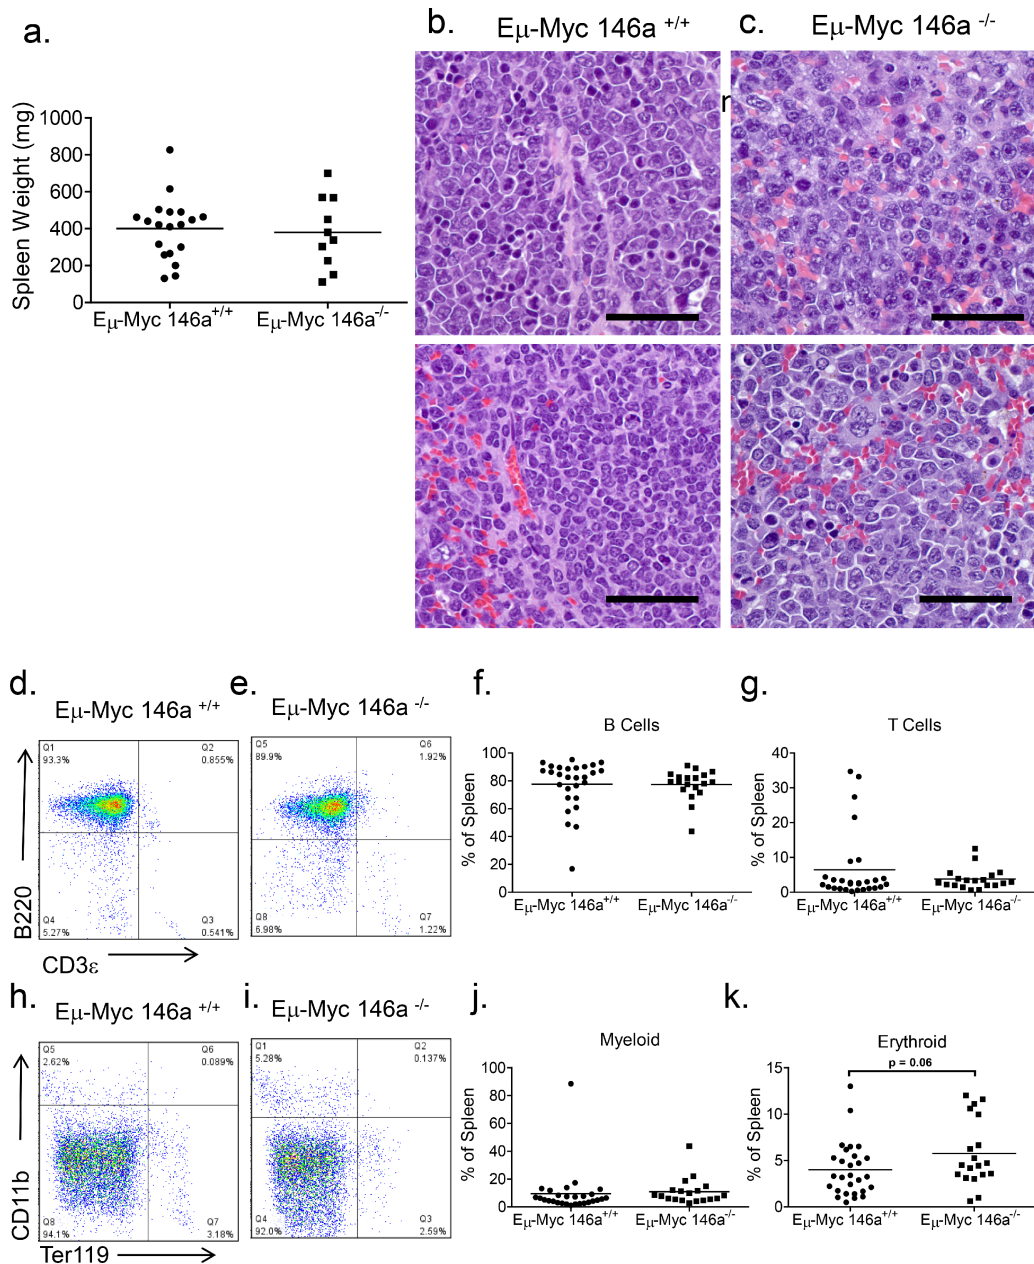 a.
Spleen Weight (mg)
1000
800
600
400
200
0
Eμ-Myc 146a+/+
Eμ-Myc 146a-/-
b.
Eμ-Myc 146a +/+
c.
Eμ-Myc 146a -/-
d.
Eμ-Myc 146a +/+
Q1
93.3%
Q2
0.855%
Q4
5.27%
Q3
0.541%
B220
CD3ε
e.
Eμ-Myc 146a -/-
Q5
89.9%
Q6
1.92%
Q8
6.98%
Q7
1.22%
f.
B Cells
% of Spleen
100
80
60
40
20
0
Eμ-Myc 146a+/+
Eμ-Myc 146a-/-
g.
T Cells
% of Spleen
40
30
20
10
0
Eμ-Myc 146a+/+
Eμ-Myc 146a-/-
h.
Eμ-Myc 146a +/+
Q5
2.62%
Q6
0.089%
Q8
94.1%
Q7
3.18%
CD11b
Ter119
i.
Eμ-Myc 146a -/-
Q1
5.28%
Q2
0.137%
Q4
92.0%
Q3
2.59%
j.
Myeloid
% of Spleen
100
80
60
40
20
0
Eμ-Myc 146a+/+
Eμ-Myc 146a-/-
k.
Erythroid
p = 0.06
% of Spleen
15
10
5
0
Eμ-Myc 146a+/+
Eμ-Myc 146a-/-